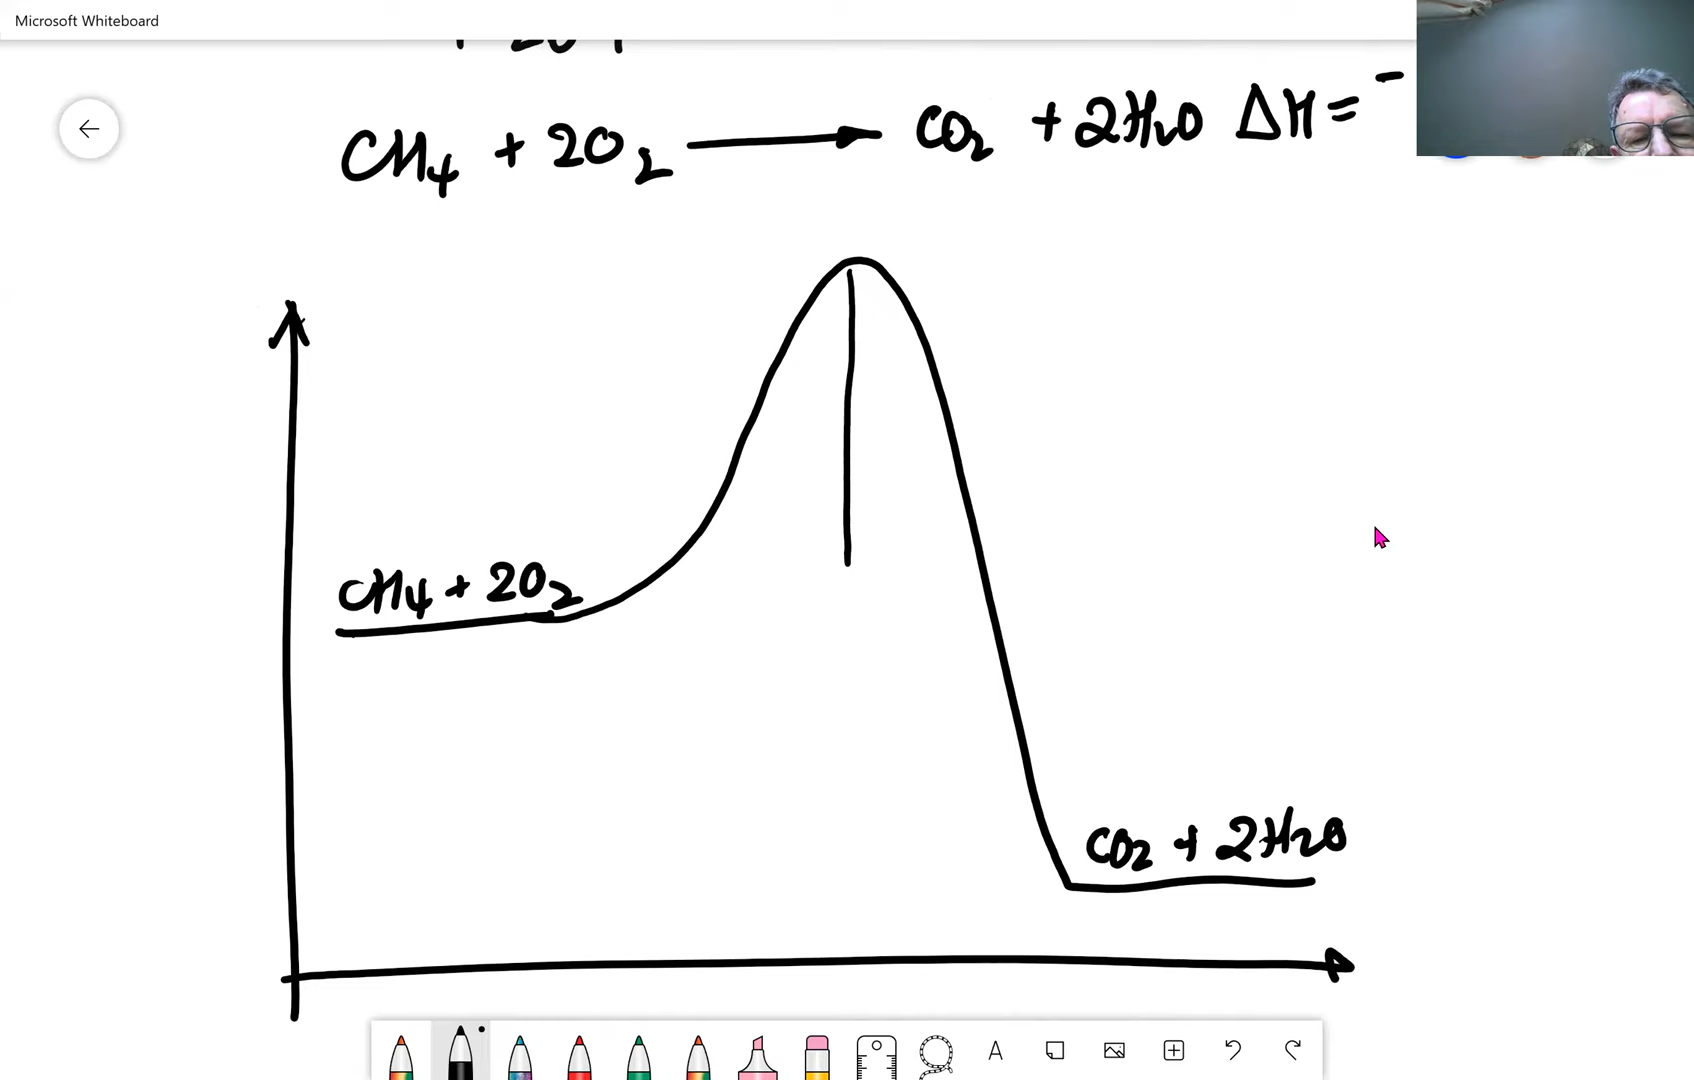 Microsoft Whiteboard
CH₄ + 2O₂ ⟶ CO₂ + 2H₂O ΔH = -
CH₄ + 2O₂
CO₂ + 2H₂O
A